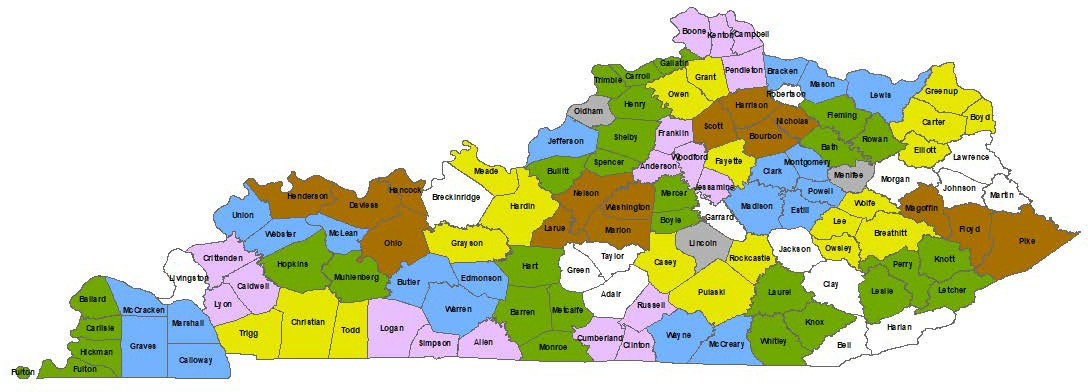 Boone
Kenton
Campbell
Gallatin
Pendleton
Bracken
Grant
Carroll
Trimble
Owen
Mason
Robertson
Lewis
Greenup
Henry
Oldham
Harrison
Fleming
Boyd
Carter
Nicholas
Scott
Franklin
Shelby
Jefferson
Bourbon
Rowan
Bath
Elliott
Woodford
Lawrence
Fayette
Montgomery
Spencer
Anderson
Bullitt
Clark
Menifee
Meade
Morgan
Jessamine
Johnson
Powell
Nelson
Mercer
Hancock
Martin
Henderson
Breckinridge
Daviess
Hardin
Washington
Madison
Estill
Wolfe
Magoffin
Union
Garrard
Boyle
Lee
Larue
Marion
Floyd
Webster
McLean
Breathitt
Pike
Ohio
Grayson
Lincoln
Jackson
Owsley
Crittenden
Taylor
Rockcastle
Casey
Knott
Hopkins
Hart
Green
Perry
Livingston
Muhlenberg
Edmonson
Butler
Caldwell
Clay
Letcher
Leslie
Laurel
Pulaski
Adair
Ballard
Lyon
Russell
McCracken
Warren
Barren
Metcalfe
Knox
Marshall
Christian
Carlisle
Trigg
Todd
Logan
Harlan
Wayne
Cumberland
Simpson
Allen
Whitley
McCreary
Clinton
Bell
Graves
Monroe
Hickman
Calloway
Fulton
Fulton